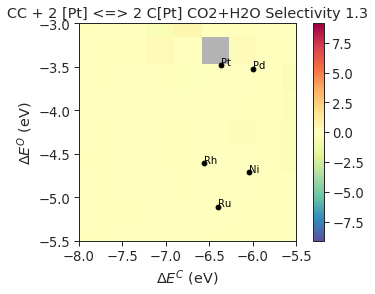 CC + 2 [Pt] <=> 2 C[Pt] CO2+H2O Selectivity 1.3
−3.0
−3.5
−4.0
−4.5
−5.0
−5.5
ΔE^O (eV)
Pt
Pd
Rh
Ni
Ru
−8.0 −7.5 −7.0 −6.5 −6.0 −5.5
ΔE^C (eV)
7.5
5.0
2.5
0.0
−2.5
−5.0
−7.5